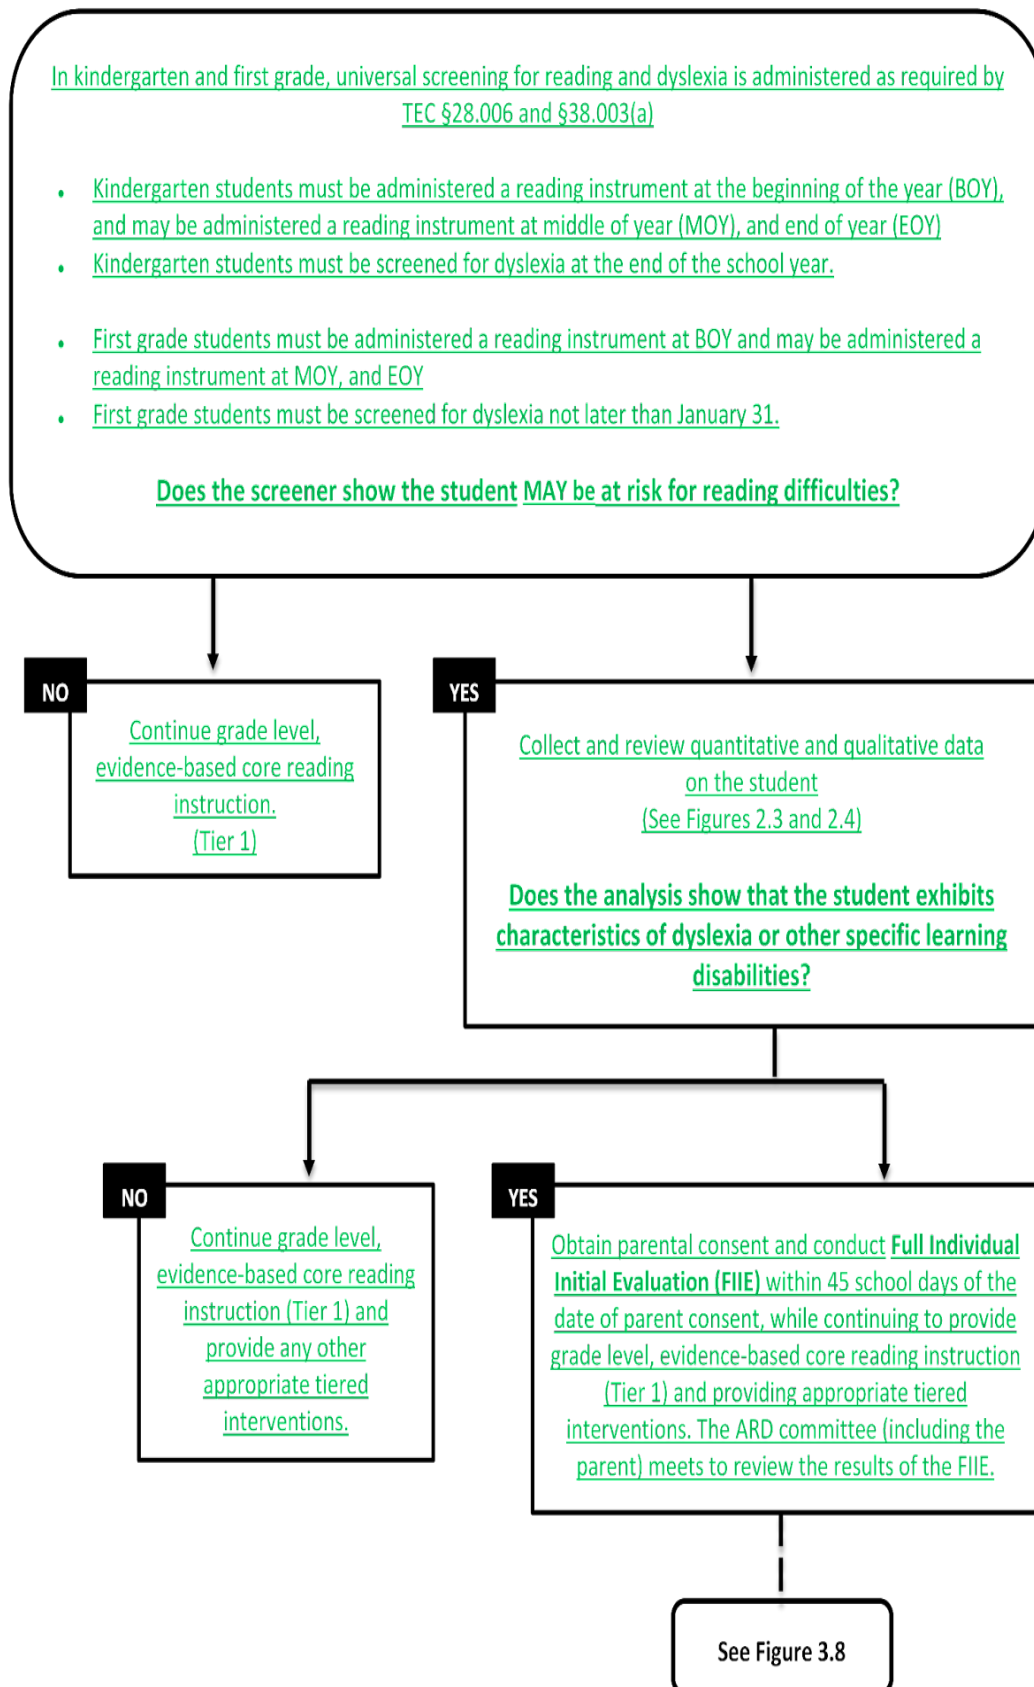 In kindergarten and first grade, universal screening for reading and dyslexia is administered as required by
TEC §28.006 and §38.003(a)
• Kindergarten students must be administered a reading instrument at the beginning of the year (BOY),
and may be administered a reading instrument at middle of year (MOY), and end of year (EOY)
• Kindergarten students must be screened for dyslexia at the end of the school year.
• First grade students must be administered a reading instrument at BOY and may be administered a
reading instrument at MOY, and EOY
• First grade students must be screened for dyslexia not later than January 31.
Does the screener show the student MAY be at risk for reading difficulties?
NO
Continue grade level,
evidence-based core reading
instruction.
(Tier 1)
YES
Collect and review quantitative and qualitative data
on the student
(See Figures 2.3 and 2.4)
Does the analysis show that the student exhibits
characteristics of dyslexia or other specific learning
disabilities?
NO
Continue grade level,
evidence-based core reading
instruction (Tier 1) and
provide any other
appropriate tiered
interventions.
YES
Obtain parental consent and conduct Full Individual
Initial Evaluation (FIIE) within 45 school days of the
date of parent consent, while continuing to provide
grade level, evidence-based core reading instruction
(Tier 1) and providing appropriate tiered
interventions. The ARD committee (including the
parent) meets to review the results of the FIIE.
See Figure 3.8